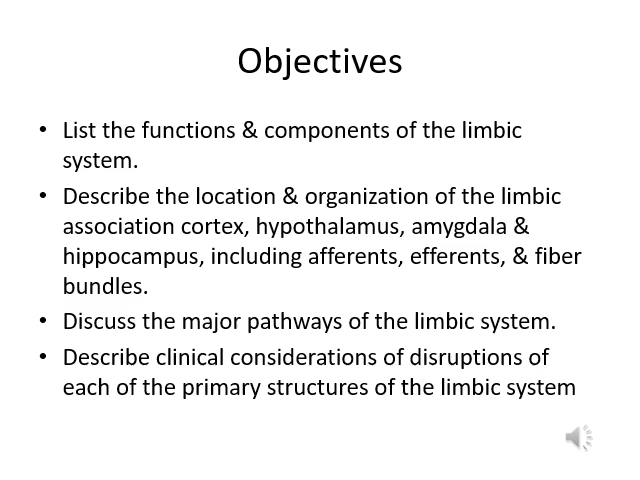 Objectives
• List the functions & components of the limbic
system.
• Describe the location & organization of the limbic
association cortex, hypothalamus, amygdala &
hippocampus, including afferents, efferents, & fiber
bundles.
• Discuss the major pathways of the limbic system.
• Describe clinical considerations of disruptions of
each of the primary structures of the limbic system